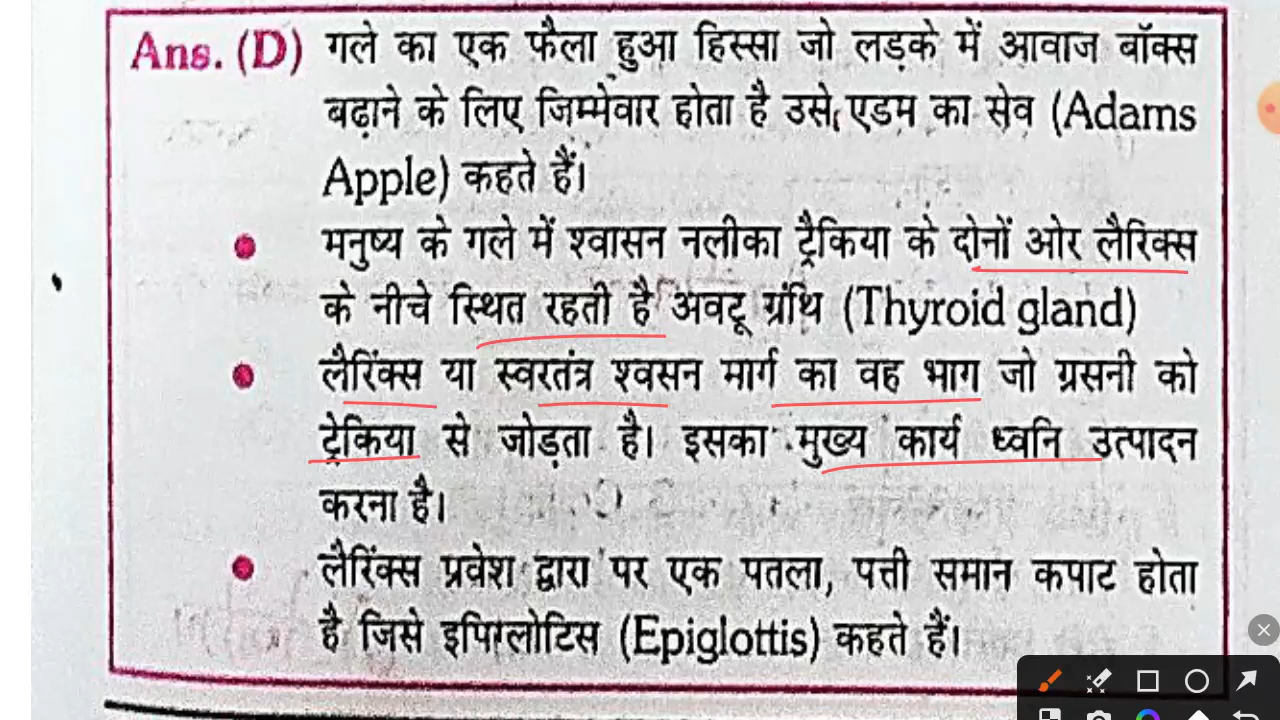 Ans. (D) गले का एक फैला हुआ हिस्सा जो लड़के में आवाज बॉक्स
बढ़ाने के लिए जिम्मेवार होता है उसे एडम का सेव (Adams
Apple) कहते हैं।
मनुष्य के गले में श्वासन नलीका ट्रैकिया के दोनों ओर लैरिक्स
के नीचे स्थित रहती है अवटू ग्रंथि (Thyroid gland)
लैरिंक्स या स्वरतंत्र श्वसन मार्ग का वह भाग जो ग्रसनी को
ट्रेकिया से जोड़ता है। इसका मुख्य कार्य ध्वनि उत्पादन
करना है।
लैरिंक्स प्रवेश द्वारा पर एक पतला, पत्ती समान कपाट होता
है जिसे इपिग्लोटिस (Epiglottis) कहते हैं।